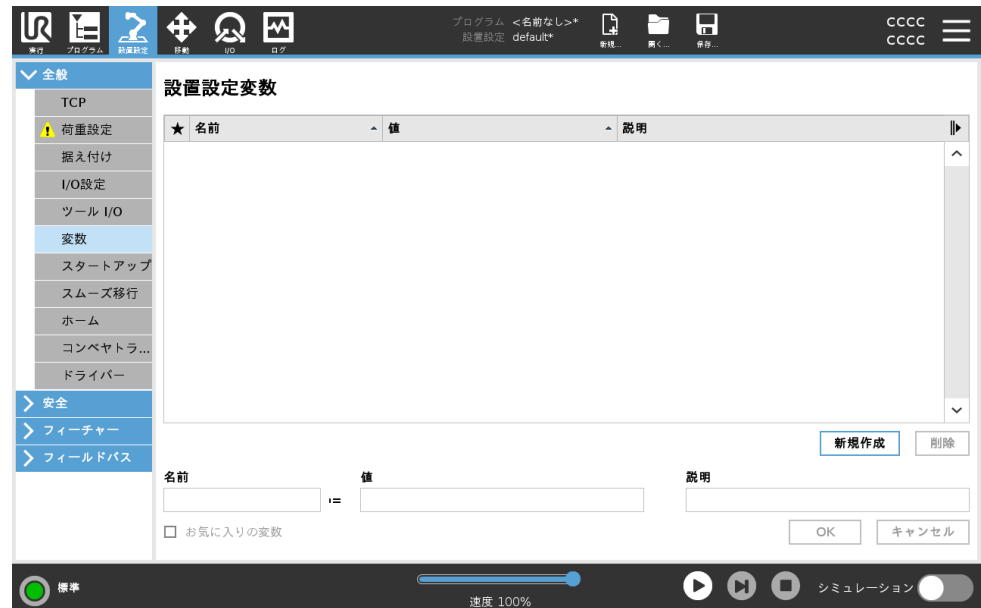 UR
実行
プログラム
設置設定
移動
I/O
ログ
プログラム <名前なし>*
設置設定 default*
新規...
開く...
保存...
CCCC
CCCC
全般
TCP
荷重設定
据え付け
I/O設定
ツール I/O
変数
スタートアップ
スムーズ移行
ホーム
コンベヤトラ...
ドライバー
安全
フィーチャー
フィールドバス
設置設定変数
★ 名前 値 説明
新規作成 削除
名前 値 説明
:=
お気に入りの変数
OK キャンセル
標準
速度 100%
シミュレーション